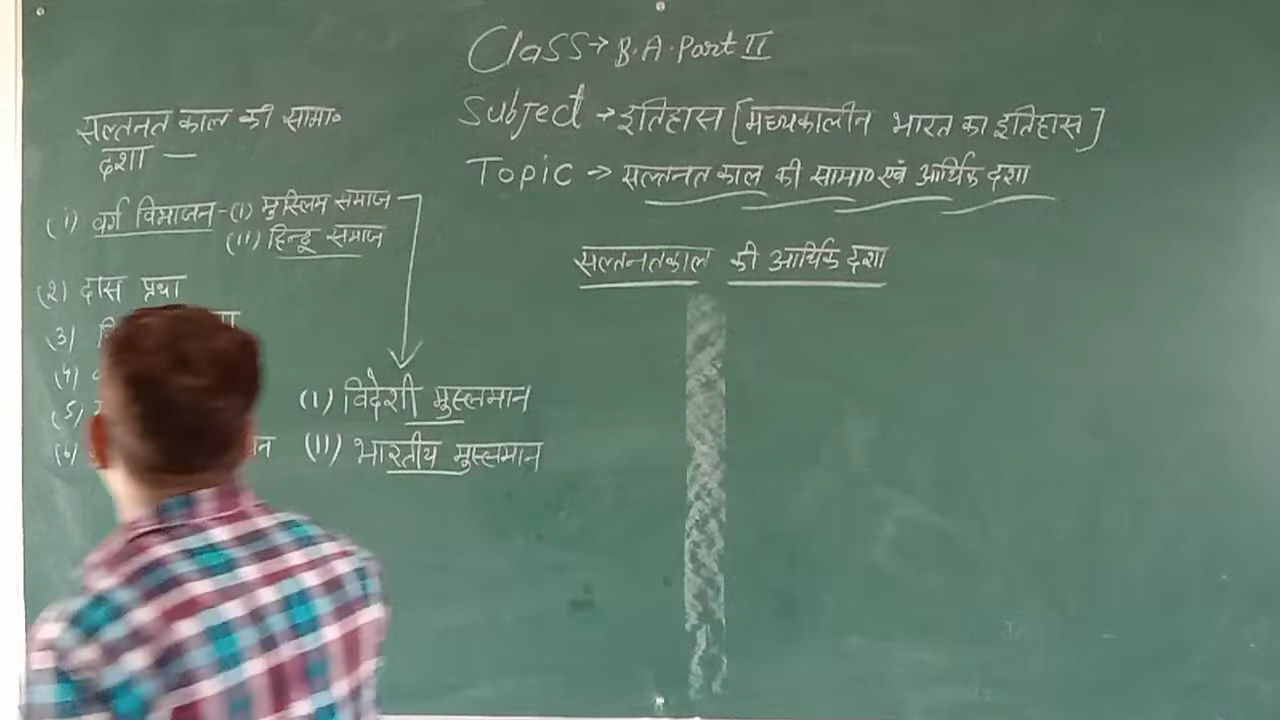 Class→ B.A. Part II
Subject → इतिहास [मध्यकालीन भारत का इतिहास]
Topic → सल्तनत काल की सामा० एवं आर्थिक दशा
सल्तनत काल की सामा०
दशा —
(1) वर्ग विभाजन-(i) मुस्लिम समाज
(ii) हिन्दू समाज
(2) दास प्रथा
(3)
(4)
(5)
(6)
(I) विदेशी मुस्लमान
(II) भारतीय मुस्लमान
सल्तनतकाल की आर्थिक दशा